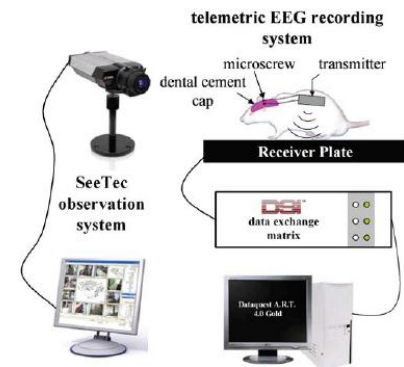 telemetric EEG recording
system
microscrew
transmitter
dental cement
cap
Receiver Plate
SeeTec
observation
system
DSI
data exchange
matrix
Dataquest A.R.T.
4.0 Gold